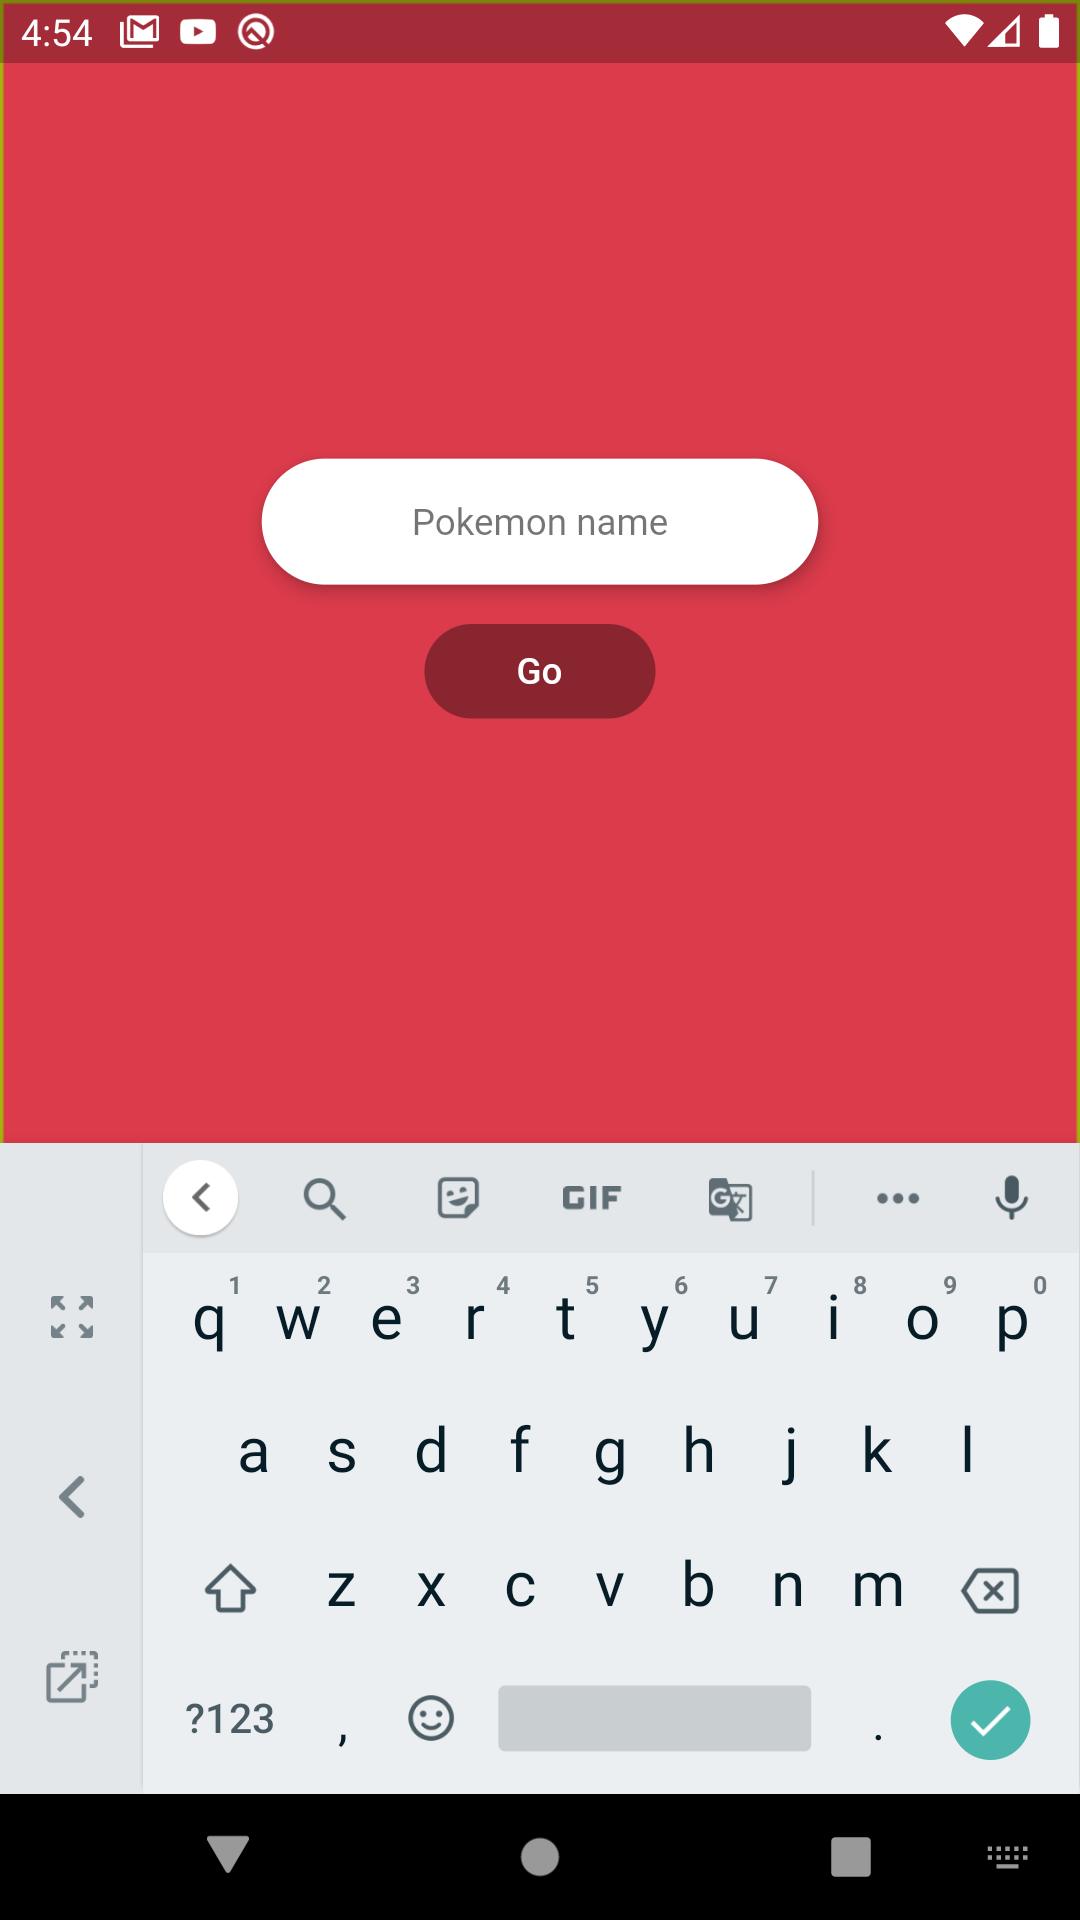 4:54
Pokemon name
Go
GIF
G
1 2 3 4 5 6 7 8 9 0
q w e r t y u i o p
a s d f g h j k l
z x c v b n m
?123 , .